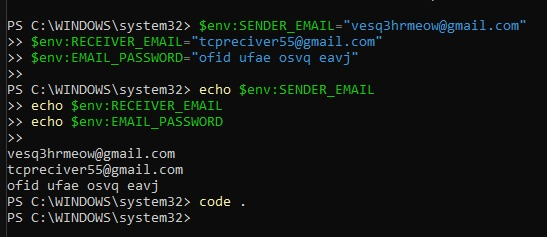 PS C:\WINDOWS\system32> $env:SENDER_EMAIL="vesq3hrmeow@gmail.com"
>> $env:RECEIVER_EMAIL="tcpreciver55@gmail.com"
>> $env:EMAIL_PASSWORD="ofid ufae osvq eavj"
>>
PS C:\WINDOWS\system32> echo $env:SENDER_EMAIL
>> echo $env:RECEIVER_EMAIL
>> echo $env:EMAIL_PASSWORD
>>
vesq3hrmeow@gmail.com
tcpreciver55@gmail.com
ofid ufae osvq eavj
PS C:\WINDOWS\system32> code .
PS C:\WINDOWS\system32>